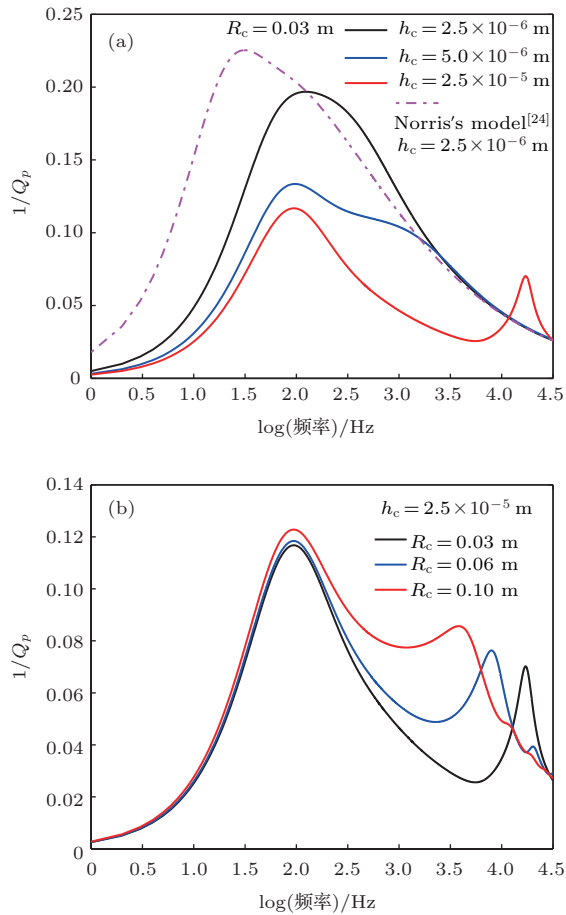 (a)
R_c = 0.03 m
h_c = 2.5×10⁻⁶ m
h_c = 5.0×10⁻⁶ m
h_c = 2.5×10⁻⁵ m
Norris's model[24]
h_c = 2.5×10⁻⁶ m
1/Q_p
0.25
0.20
0.15
0.10
0.05
0
0 0.5 1.0 1.5 2.0 2.5 3.0 3.5 4.0 4.5
log(频率)/Hz
(b)
h_c = 2.5×10⁻⁵ m
R_c = 0.03 m
R_c = 0.06 m
R_c = 0.10 m
1/Q_p
0.14
0.12
0.10
0.08
0.06
0.04
0.02
0
0 0.5 1.0 1.5 2.0 2.5 3.0 3.5 4.0 4.5
log(频率)/Hz